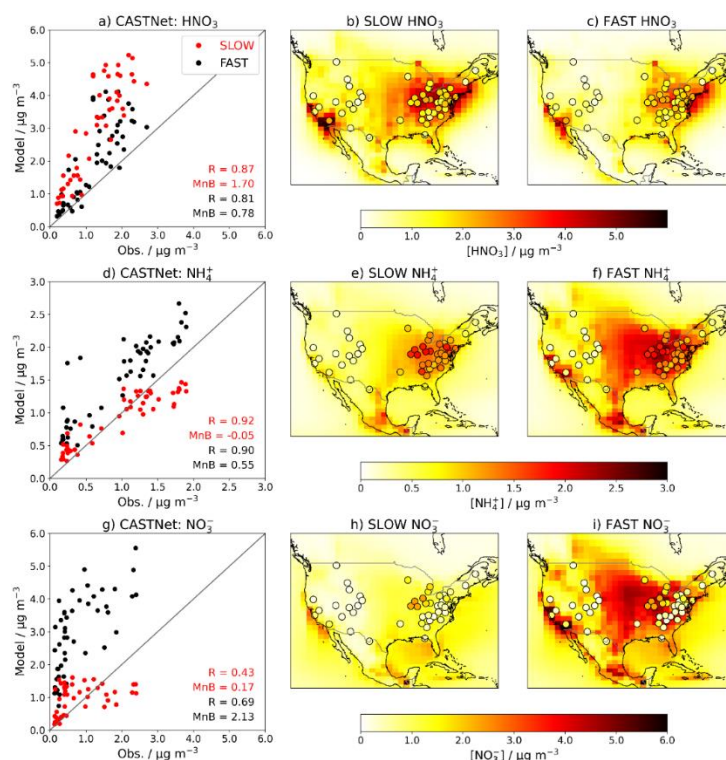 a) CASTNet: HNO₃
b) SLOW HNO₃
c) FAST HNO₃
SLOW
FAST
Model / μg m⁻³
6.0
5.0
4.0
3.0
2.0
1.0
0.0
R = 0.87
MnB = 1.70
R = 0.81
MnB = 0.78
0.0 1.0 2.0 3.0 4.0 5.0 6.0
Obs. / μg m⁻³
0 1 2 3 4 5
[HNO₃] / μg m⁻³
d) CASTNet: NH₄⁺
e) SLOW NH₄⁺
f) FAST NH₄⁺
Model / μg m⁻³
3.0
2.5
2.0
1.5
1.0
0.5
0.0
R = 0.92
MnB = -0.05
R = 0.90
MnB = 0.55
0.0 0.5 1.0 1.5 2.0 2.5 3.0
Obs. / μg m⁻³
0.0 0.5 1.0 1.5 2.0 2.5 3.0
[NH₄⁺] / μg m⁻³
g) CASTNet: NO₃⁻
h) SLOW NO₃⁻
i) FAST NO₃⁻
Model / μg m⁻³
6.0
5.0
4.0
3.0
2.0
1.0
0.0
R = 0.43
MnB = 0.17
R = 0.69
MnB = 2.13
0.0 1.0 2.0 3.0 4.0 5.0 6.0
Obs. / μg m⁻³
0.0 1.0 2.0 3.0 4.0 5.0 6.0
[NO₃⁻] / μg m⁻³